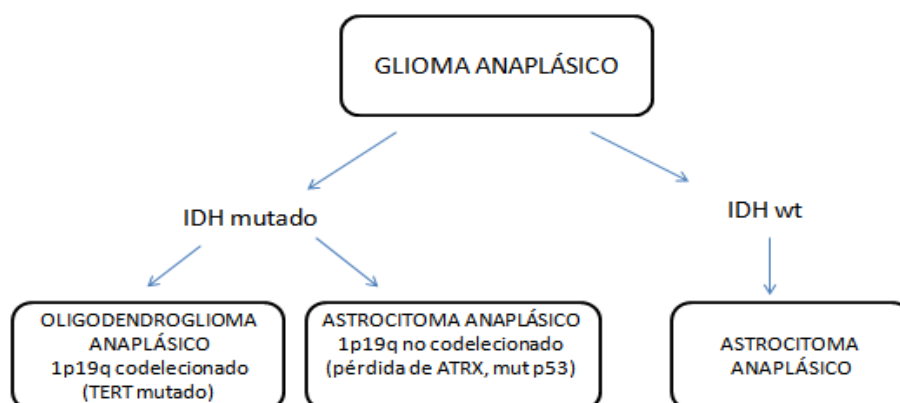 GLIOMA ANAPLÁSICO
IDH mutado
IDH wt
OLIGODENDROGLIOMA
ANAPLÁSICO
1p19q codelecionado
(TERT mutado)
ASTROCITOMA ANAPLÁSICO
1p19q no codelecionado
(pérdida de ATRX, mut p53)
ASTROCITOMA
ANAPLÁSICO